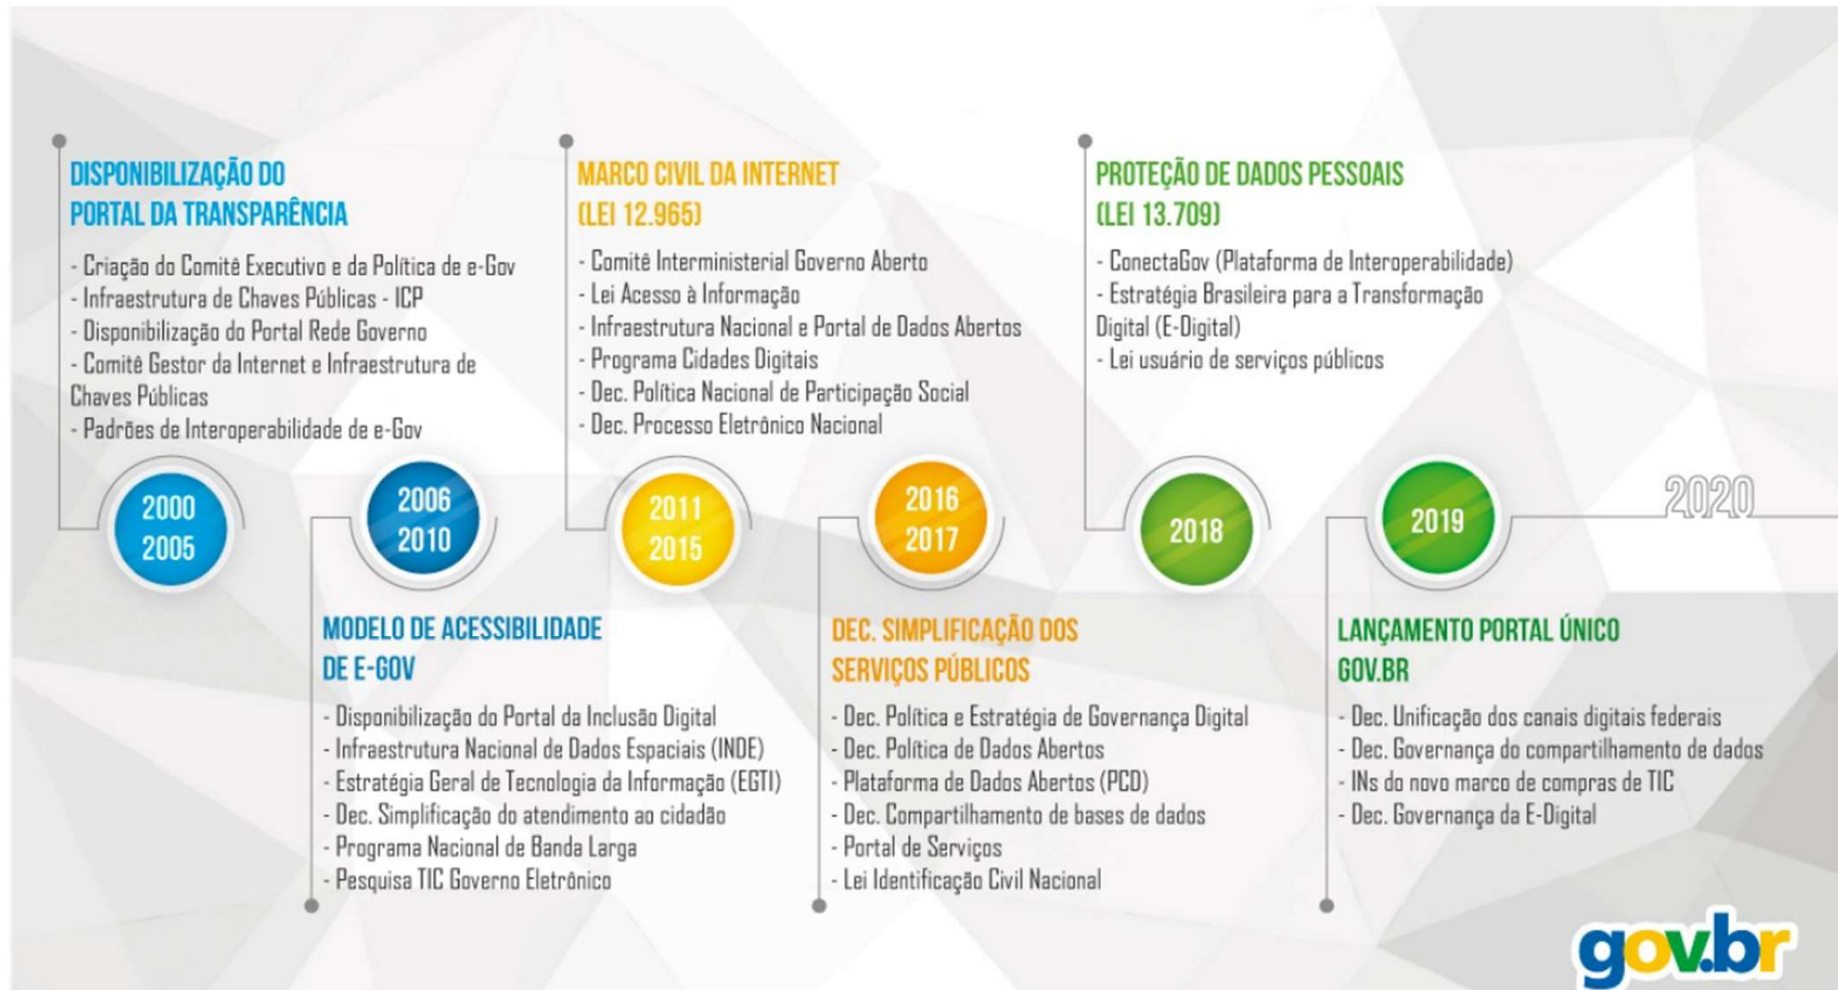 DISPONIBILIZAÇÃO DO
PORTAL DA TRANSPARÊNCIA
- Criação do Comitê Executivo e da Política de e-Gov
- Infraestrutura de Chaves Públicas - ICP
- Disponibilização do Portal Rede Governo
- Comitê Gestor da Internet e Infraestrutura de
Chaves Públicas
- Padrões de Interoperabilidade de e-Gov
2000
2005
MODELO DE ACESSIBILIDADE
DE E-GOV
- Disponibilização do Portal da Inclusão Digital
- Infraestrutura Nacional de Dados Espaciais (INDE)
- Estratégia Geral de Tecnologia da Informação (EGTI)
- Dec. Simplificação do atendimento ao cidadão
- Programa Nacional de Banda Larga
- Pesquisa TIC Governo Eletrônico
2006
2010
MARCO CIVIL DA INTERNET
(LEI 12.965)
- Comitê Interministerial Governo Aberto
- Lei Acesso à Informação
- Infraestrutura Nacional e Portal de Dados Abertos
- Programa Cidades Digitais
- Dec. Política Nacional de Participação Social
- Dec. Processo Eletrônico Nacional
2011
2015
DEC. SIMPLIFICAÇÃO DOS
SERVIÇOS PÚBLICOS
- Dec. Política e Estratégia de Governança Digital
- Dec. Política de Dados Abertos
- Plataforma de Dados Abertos (PCD)
- Dec. Compartilhamento de bases de dados
- Portal de Serviços
- Lei Identificação Civil Nacional
2016
2017
PROTEÇÃO DE DADOS PESSOAIS
(LEI 13.709)
- ConectaGov (Plataforma de Interoperabilidade)
- Estratégia Brasileira para a Transformação
Digital (E-Digital)
- Lei usuário de serviços públicos
2018
LANÇAMENTO PORTAL ÚNICO
GOV.BR
- Dec. Unificação dos canais digitais federais
- Dec. Governança do compartilhamento de dados
- INs do novo marco de compras de TIC
- Dec. Governança da E-Digital
2019
2020
gov.br